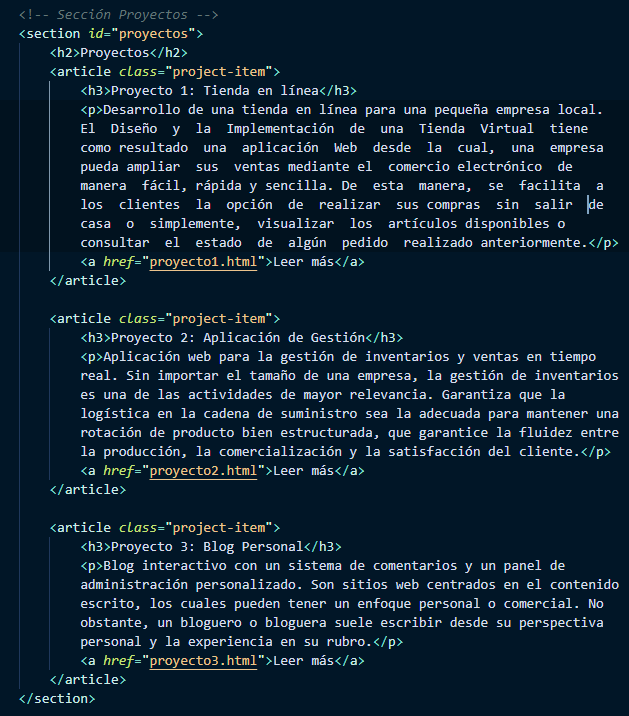 <!-- Sección Proyectos -->
<section id="proyectos">
<h2>Proyectos</h2>
<article class="project-item">
<h3>Proyecto 1: Tienda en línea</h3>
<p>Desarrollo de una tienda en línea para una pequeña empresa local.
El  Diseño  y  la  Implementación  de  una  Tienda  Virtual  tiene
como resultado  una  aplicación  Web  desde  la  cual,  una  empresa
pueda ampliar  sus  ventas mediante el  comercio electrónico  de
manera  fácil, rápida y sencilla. De  esta  manera,  se  facilita  a
los  clientes  la  opción  de  realizar  sus compras  sin  salir  de
casa  o  simplemente,  visualizar  los  artículos disponibles o
consultar  el  estado  de  algún  pedido  realizado anteriormente.</p>
<a href="proyecto1.html">Leer más</a>
</article>
<article class="project-item">
<h3>Proyecto 2: Aplicación de Gestión</h3>
<p>Aplicación web para la gestión de inventarios y ventas en tiempo
real. Sin importar el tamaño de una empresa, la gestión de inventarios
es una de las actividades de mayor relevancia. Garantiza que la
logística en la cadena de suministro sea la adecuada para mantener una
rotación de producto bien estructurada, que garantice la fluidez entre
la producción, la comercialización y la satisfacción del cliente.</p>
<a href="proyecto2.html">Leer más</a>
</article>
<article class="project-item">
<h3>Proyecto 3: Blog Personal</h3>
<p>Blog interactivo con un sistema de comentarios y un panel de
administración personalizado. Son sitios web centrados en el contenido
escrito, los cuales pueden tener un enfoque personal o comercial. No
obstante, un bloguero o bloguera suele escribir desde su perspectiva
personal y la experiencia en su rubro.</p>
<a href="proyecto3.html">Leer más</a>
</article>
</section>